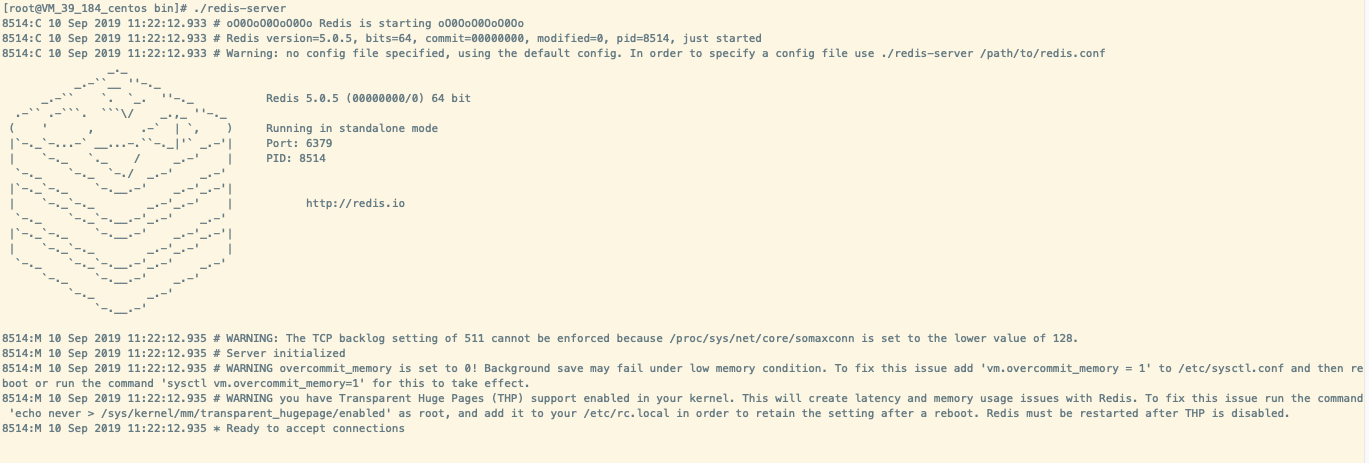 [root@VM_39_184_centos bin]# ./redis-server
8514:C 10 Sep 2019 11:22:12.933 # oO0OoO0OoO0Oo Redis is starting oO0OoO0OoO0Oo
8514:C 10 Sep 2019 11:22:12.933 # Redis version=5.0.5, bits=64, commit=00000000, modified=0, pid=8514, just started
8514:C 10 Sep 2019 11:22:12.933 # Warning: no config file specified, using the default config. In order to specify a config file use ./redis-server /path/to/redis.conf
Redis 5.0.5 (00000000/0) 64 bit
Running in standalone mode
Port: 6379
PID: 8514
http://redis.io
8514:M 10 Sep 2019 11:22:12.935 # WARNING: The TCP backlog setting of 511 cannot be enforced because /proc/sys/net/core/somaxconn is set to the lower value of 128.
8514:M 10 Sep 2019 11:22:12.935 # Server initialized
8514:M 10 Sep 2019 11:22:12.935 # WARNING overcommit_memory is set to 0! Background save may fail under low memory condition. To fix this issue add 'vm.overcommit_memory = 1' to /etc/sysctl.conf and then re
boot or run the command 'sysctl vm.overcommit_memory=1' for this to take effect.
8514:M 10 Sep 2019 11:22:12.935 # WARNING you have Transparent Huge Pages (THP) support enabled in your kernel. This will create latency and memory usage issues with Redis. To fix this issue run the command
'echo never > /sys/kernel/mm/transparent_hugepage/enabled' as root, and add it to your /etc/rc.local in order to retain the setting after a reboot. Redis must be restarted after THP is disabled.
8514:M 10 Sep 2019 11:22:12.935 * Ready to accept connections